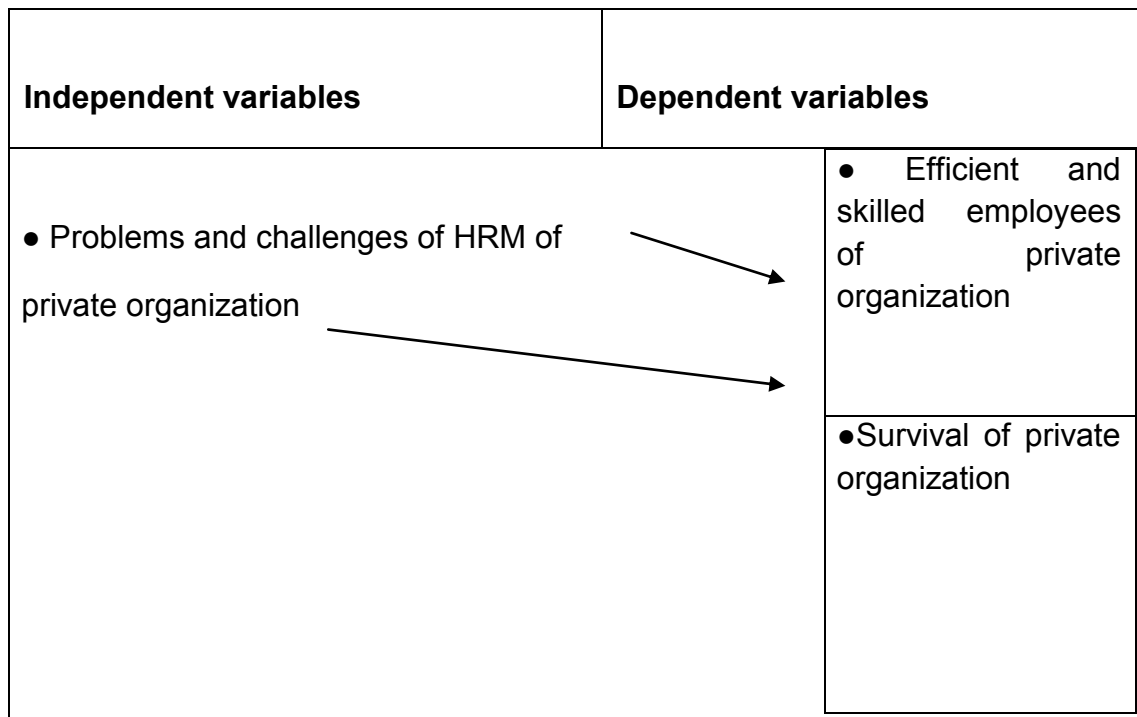 Independent variables
Dependent variables
● Problems and challenges of HRM of
private organization
● Efficient and
skilled employees
of private
organization
●Survival of private
organization